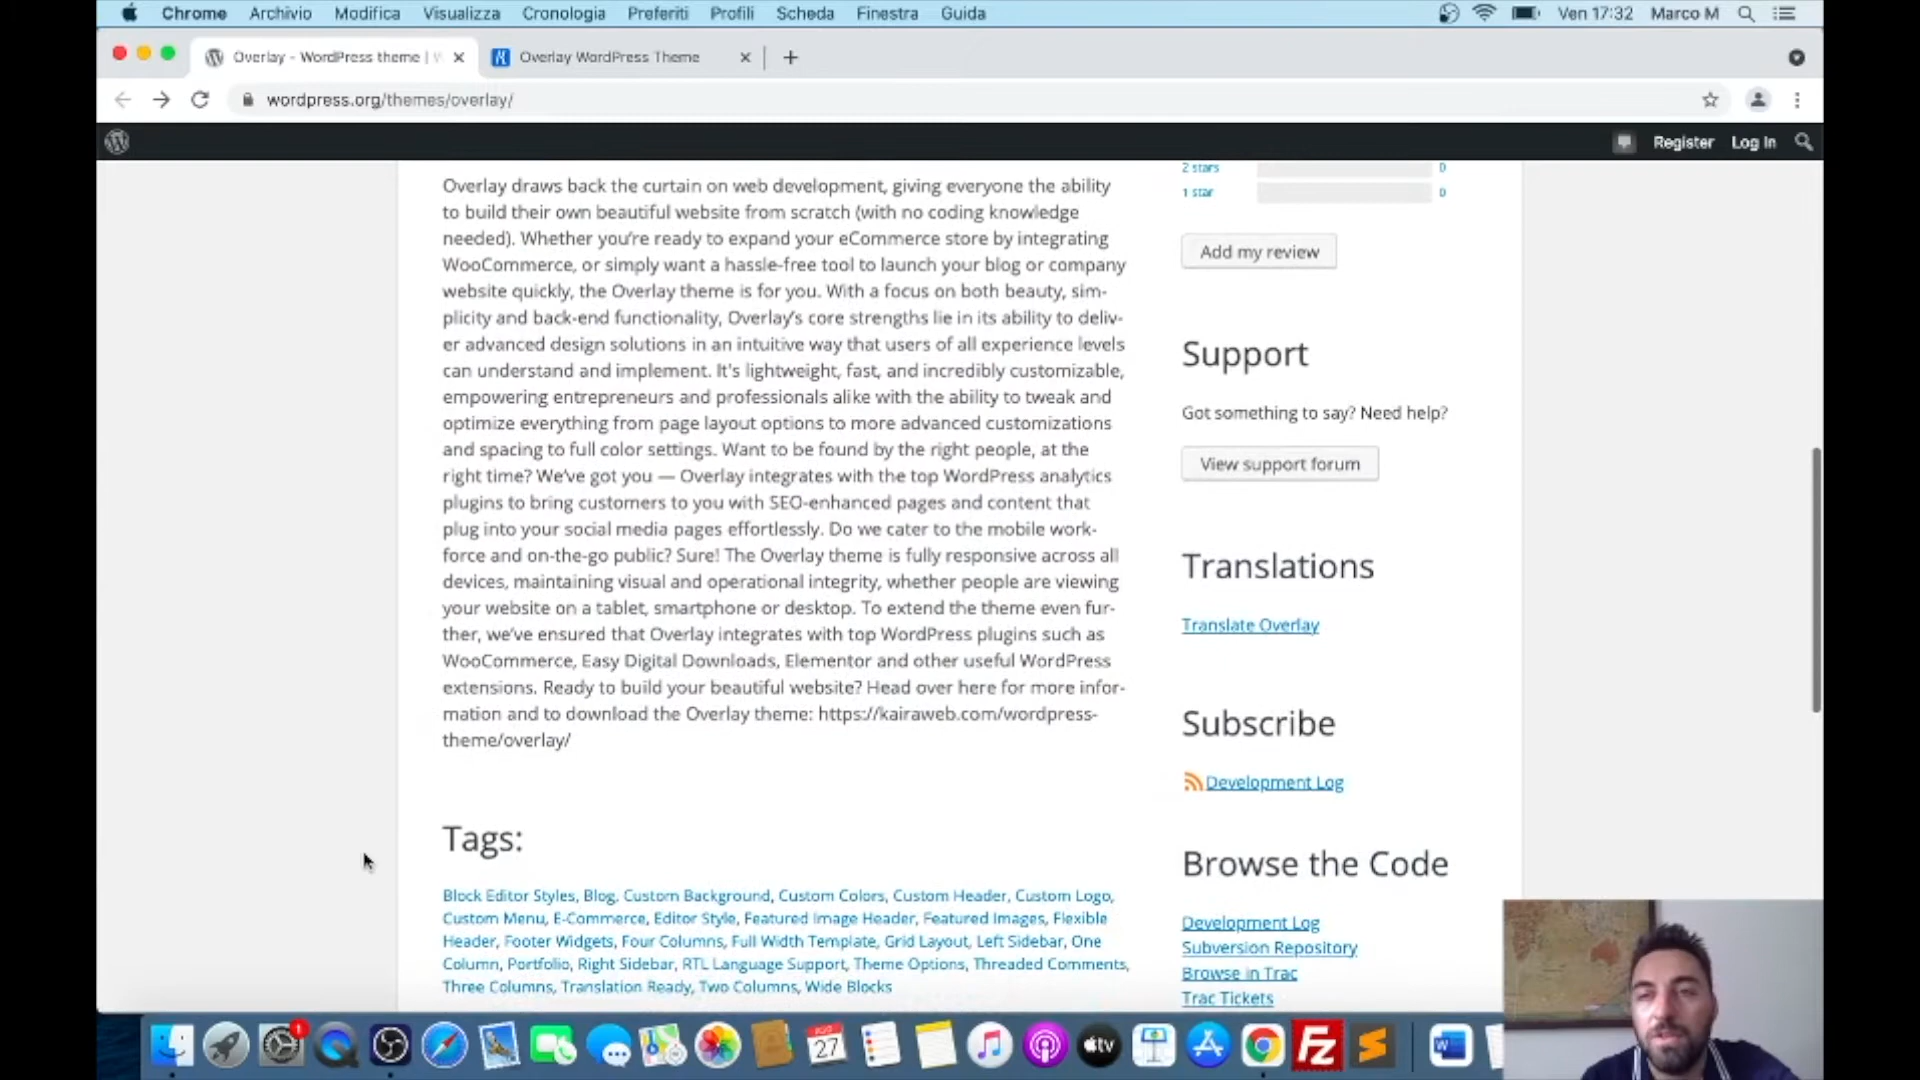 Chrome Archivio Modifica Visualizza Cronologia Preferiti Profili Scheda Finestra Guida Ven 17:32 Marco M
Overlay - WordPress theme | Overlay WordPress Theme
wordpress.org/themes/overlay/
Register Log In
Overlay draws back the curtain on web development, giving everyone the ability
to build their own beautiful website from scratch (with no coding knowledge
needed). Whether you're ready to expand your eCommerce store by integrating
WooCommerce, or simply want a hassle-free tool to launch your blog or company
website quickly, the Overlay theme is for you. With a focus on both beauty, sim-
plicity and back-end functionality, Overlay's core strengths lie in its ability to deliv-
er advanced design solutions in an intuitive way that users of all experience levels
can understand and implement. It's lightweight, fast, and incredibly customizable,
empowering entrepreneurs and professionals alike with the ability to tweak and
optimize everything from page layout options to more advanced customizations
and spacing to full color settings. Want to be found by the right people, at the
right time? We've got you — Overlay integrates with the top WordPress analytics
plugins to bring customers to you with SEO-enhanced pages and content that
plug into your social media pages effortlessly. Do we cater to the mobile work-
force and on-the-go public? Sure! The Overlay theme is fully responsive across all
devices, maintaining visual and operational integrity, whether people are viewing
your website on a tablet, smartphone or desktop. To extend the theme even fur-
ther, we've ensured that Overlay integrates with top WordPress plugins such as
WooCommerce, Easy Digital Downloads, Elementor and other useful WordPress
extensions. Ready to build your beautiful website? Head over here for more infor-
mation and to download the Overlay theme: https://kairaweb.com/wordpress-
theme/overlay/
Tags:
Block Editor Styles, Blog, Custom Background, Custom Colors, Custom Header, Custom Logo,
Custom Menu, E-Commerce, Editor Style, Featured Image Header, Featured Images, Flexible
Header, Footer Widgets, Four Columns, Full Width Template, Grid Layout, Left Sidebar, One
Column, Portfolio, Right Sidebar, RTL Language Support, Theme Options, Threaded Comments,
Three Columns, Translation Ready, Two Columns, Wide Blocks
2 stars 0
1 star 0
Add my review
Support
Got something to say? Need help?
View support forum
Translations
Translate Overlay
Subscribe
Development Log
Browse the Code
Development Log
Subversion Repository
Browse in Trac
Trac Tickets
1
27
tv
Fz
W